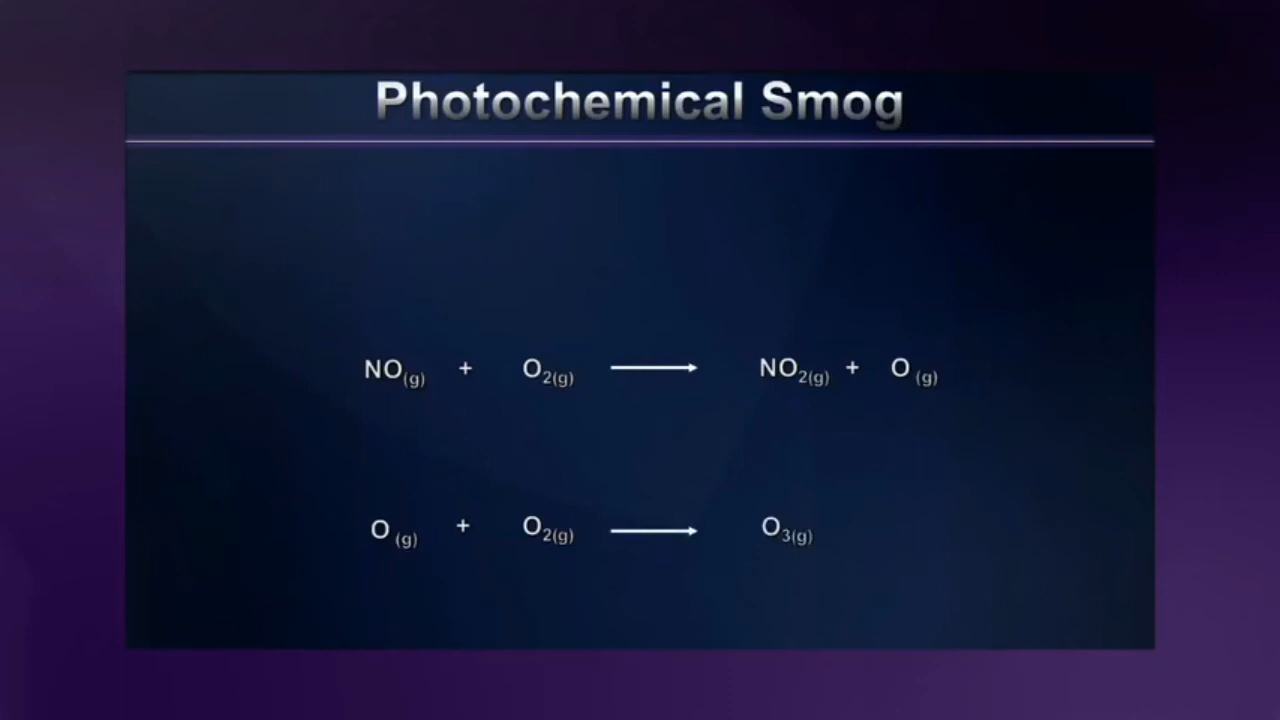 Photochemical Smog
NO(g) + O2(g) ⟶ NO2(g) + O (g)
O (g) + O2(g) ⟶ O3(g)